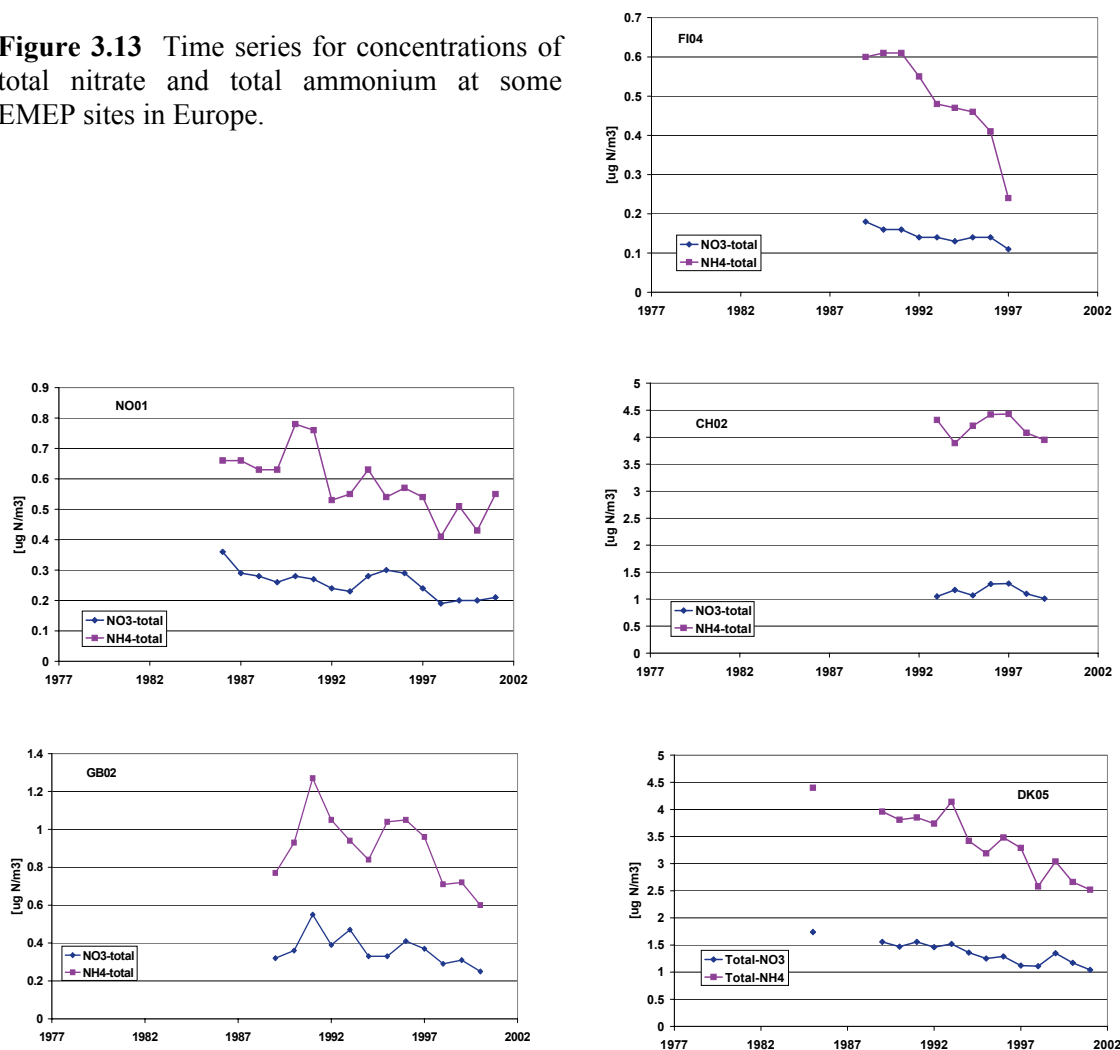 Figure 3.13 Time series for concentrations of
total nitrate and total ammonium at some
EMEP sites in Europe.
FI04
[ug N/m3]
0.7
0.6
0.5
0.4
0.3
0.2
0.1
0
NO3-total
NH4-total
1977 1982 1987 1992 1997 2002
NO01
[ug N/m3]
0.9
0.8
0.7
0.6
0.5
0.4
0.3
0.2
0.1
0
NO3-total
NH4-total
1977 1982 1987 1992 1997 2002
CH02
[ug N/m3]
5
4.5
4
3.5
3
2.5
2
1.5
1
0.5
0
NO3-total
NH4-total
1977 1982 1987 1992 1997 2002
GB02
[ug N/m3]
1.4
1.2
1
0.8
0.6
0.4
0.2
0
NO3-total
NH4-total
1977 1982 1987 1992 1997 2002
DK05
[ug N/m3]
5
4.5
4
3.5
3
2.5
2
1.5
1
0.5
0
Total-NO3
Total-NH4
1977 1982 1987 1992 1997 2002